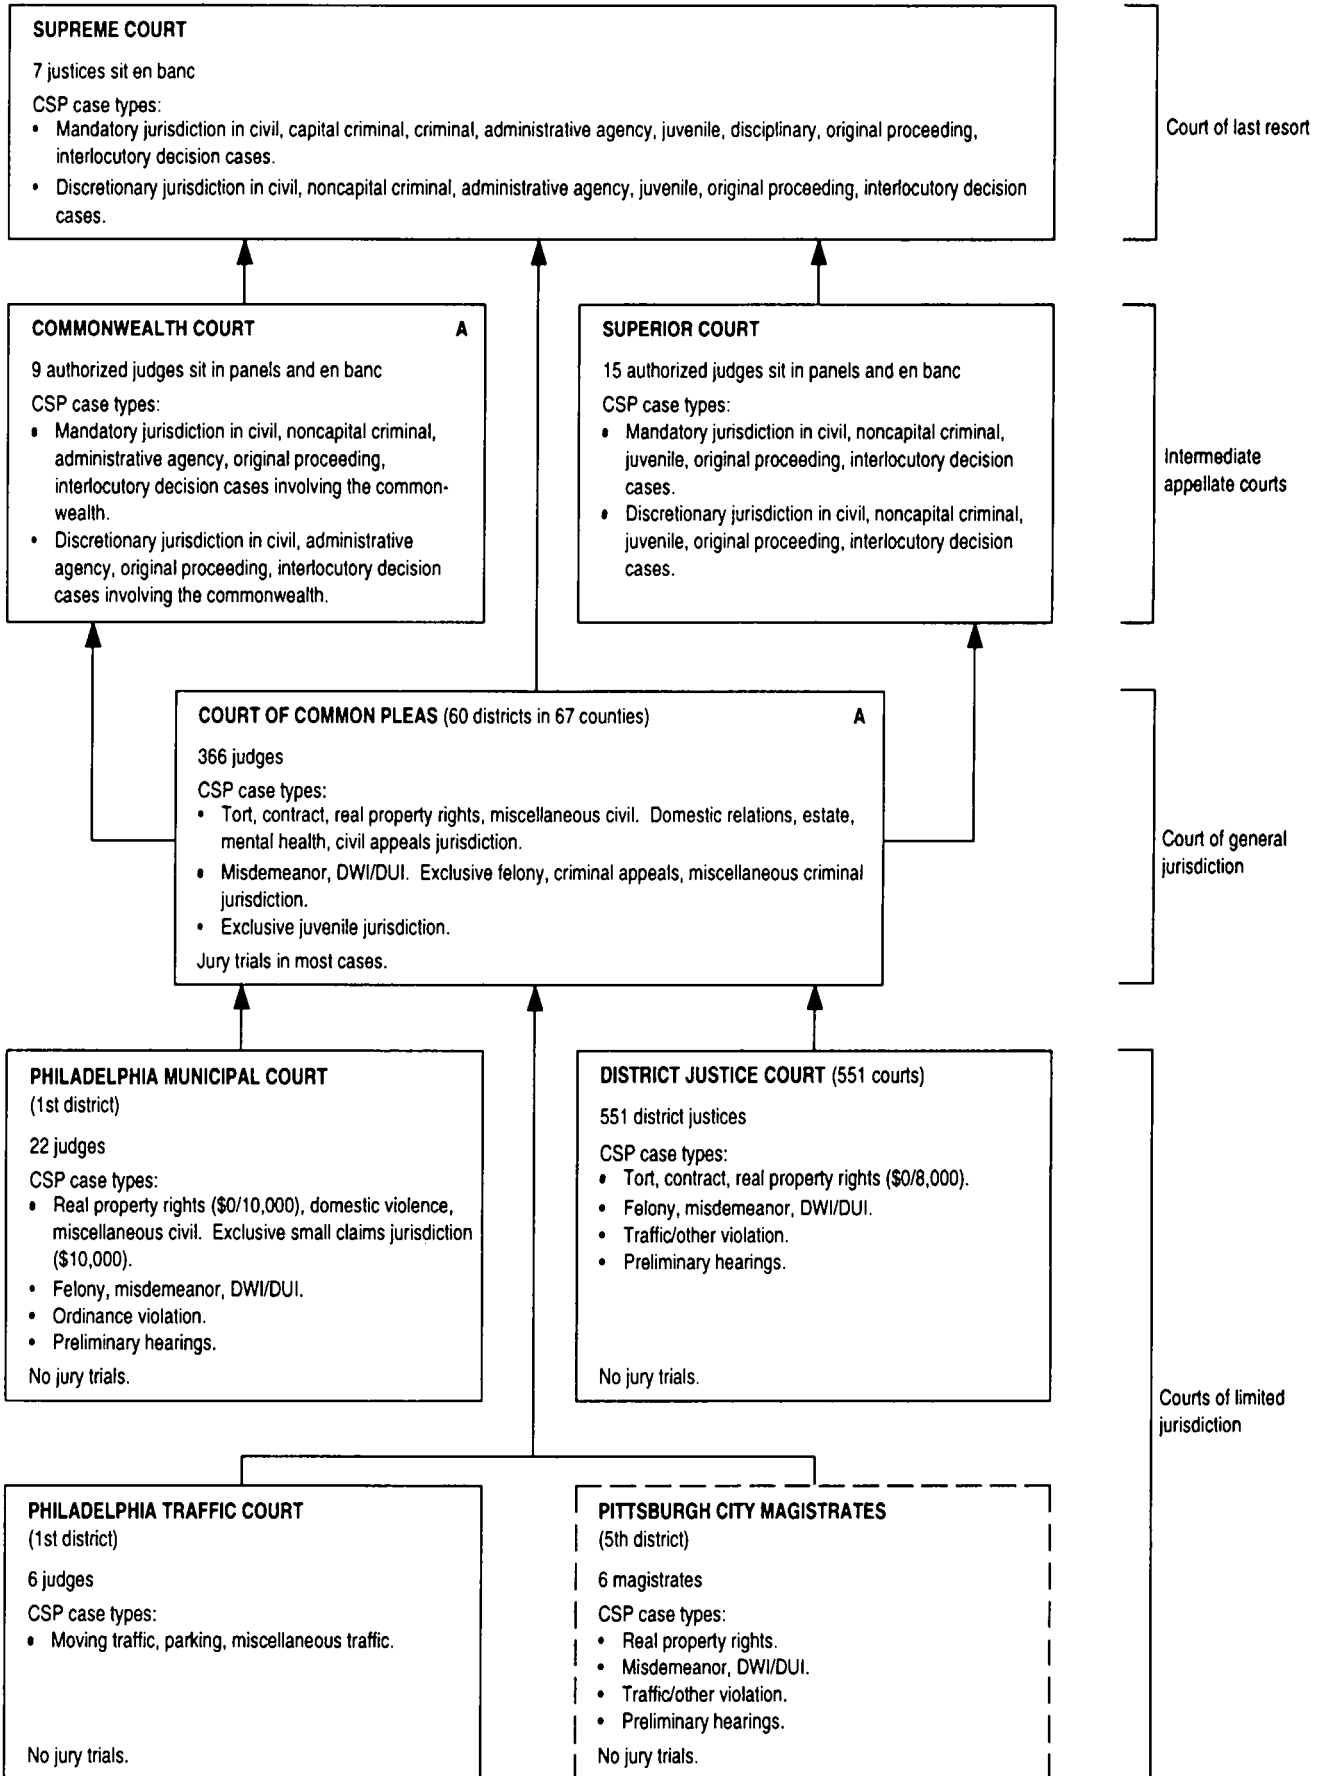 SUPREME COURT
7 justices sit en banc
CSP case types:
• Mandatory jurisdiction in civil, capital criminal, criminal, administrative agency, juvenile, disciplinary, original proceeding,
interlocutory decision cases.
• Discretionary jurisdiction in civil, noncapital criminal, administrative agency, juvenile, original proceeding, interlocutory decision
cases.
Court of last resort
COMMONWEALTH COURT A
9 authorized judges sit in panels and en banc
CSP case types:
• Mandatory jurisdiction in civil, noncapital criminal,
administrative agency, original proceeding,
interlocutory decision cases involving the common-
wealth.
• Discretionary jurisdiction in civil, administrative
agency, original proceeding, interlocutory decision
cases involving the commonwealth.
SUPERIOR COURT
15 authorized judges sit in panels and en banc
CSP case types:
• Mandatory jurisdiction in civil, noncapital criminal,
juvenile, original proceeding, interlocutory decision
cases.
• Discretionary jurisdiction in civil, noncapital criminal,
juvenile, original proceeding, interlocutory decision
cases.
Intermediate
appellate courts
COURT OF COMMON PLEAS (60 districts in 67 counties) A
366 judges
CSP case types:
• Tort, contract, real property rights, miscellaneous civil. Domestic relations, estate,
mental health, civil appeals jurisdiction.
• Misdemeanor, DWI/DUI. Exclusive felony, criminal appeals, miscellaneous criminal
jurisdiction.
• Exclusive juvenile jurisdiction.
Jury trials in most cases.
Court of general
jurisdiction
PHILADELPHIA MUNICIPAL COURT
(1st district)
22 judges
CSP case types:
• Real property rights ($0/10,000), domestic violence,
miscellaneous civil. Exclusive small claims jurisdiction
($10,000).
• Felony, misdemeanor, DWI/DUI.
• Ordinance violation.
• Preliminary hearings.
No jury trials.
DISTRICT JUSTICE COURT (551 courts)
551 district justices
CSP case types:
• Tort, contract, real property rights ($0/8,000).
• Felony, misdemeanor, DWI/DUI.
• Traffic/other violation.
• Preliminary hearings.
No jury trials.
Courts of limited
jurisdiction
PHILADELPHIA TRAFFIC COURT
(1st district)
6 judges
CSP case types:
• Moving traffic, parking, miscellaneous traffic.
No jury trials.
PITTSBURGH CITY MAGISTRATES
(5th district)
6 magistrates
CSP case types:
• Real property rights.
• Misdemeanor, DWI/DUI.
• Traffic/other violation.
• Preliminary hearings.
No jury trials.